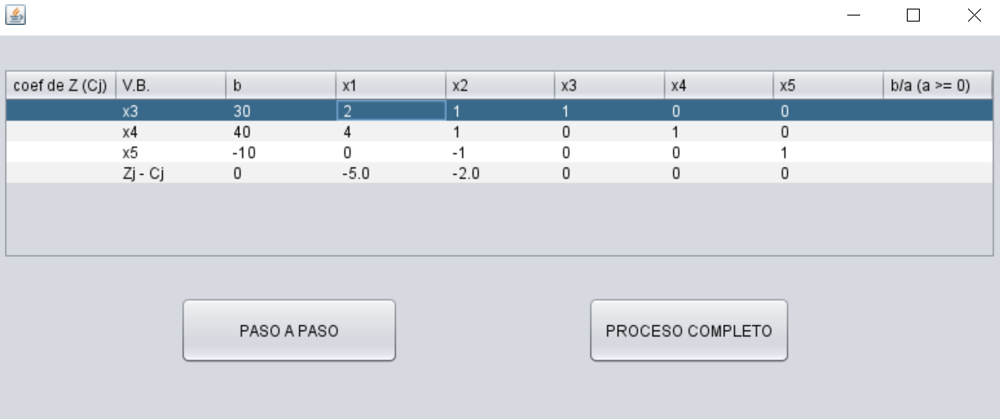 coef de Z (Cj) V.B. b x1 x2 x3 x4 x5 b/a (a >= 0)
x3 30 2 1 1 0 0
x4 40 4 1 0 1 0
x5 -10 0 -1 0 0 1
Zj - Cj 0 -5.0 -2.0 0 0 0
PASO A PASO PROCESO COMPLETO